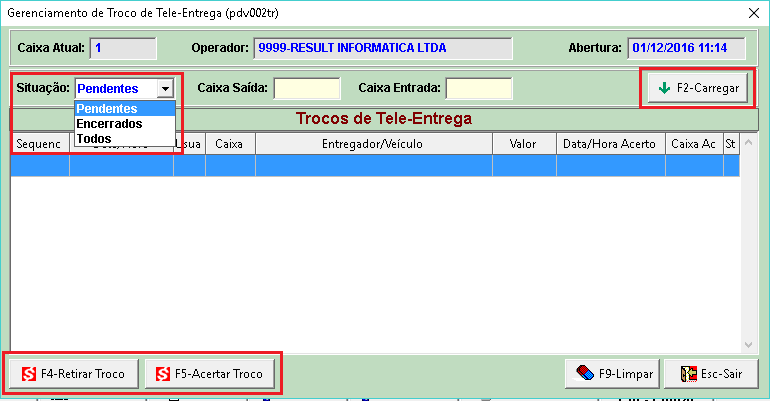 Gerenciamento de Troco de Tele-Entrega (pdv002tr)
Caixa Atual: 1 Operador: 9999-RESULT INFORMATICA LTDA Abertura: 01/12/2016 11:14
Situação: Pendentes Caixa Saída: Caixa Entrada: F2-Carregar
Pendentes
Encerrados
Todos
Trocos de Tele-Entrega
Sequenc Data/Hora Usua Caixa Entregador/Veículo Valor Data/Hora Acerto Caixa Ac St
F4-Retirar Troco F5-Acertar Troco F9-Limpar Esc-Sair